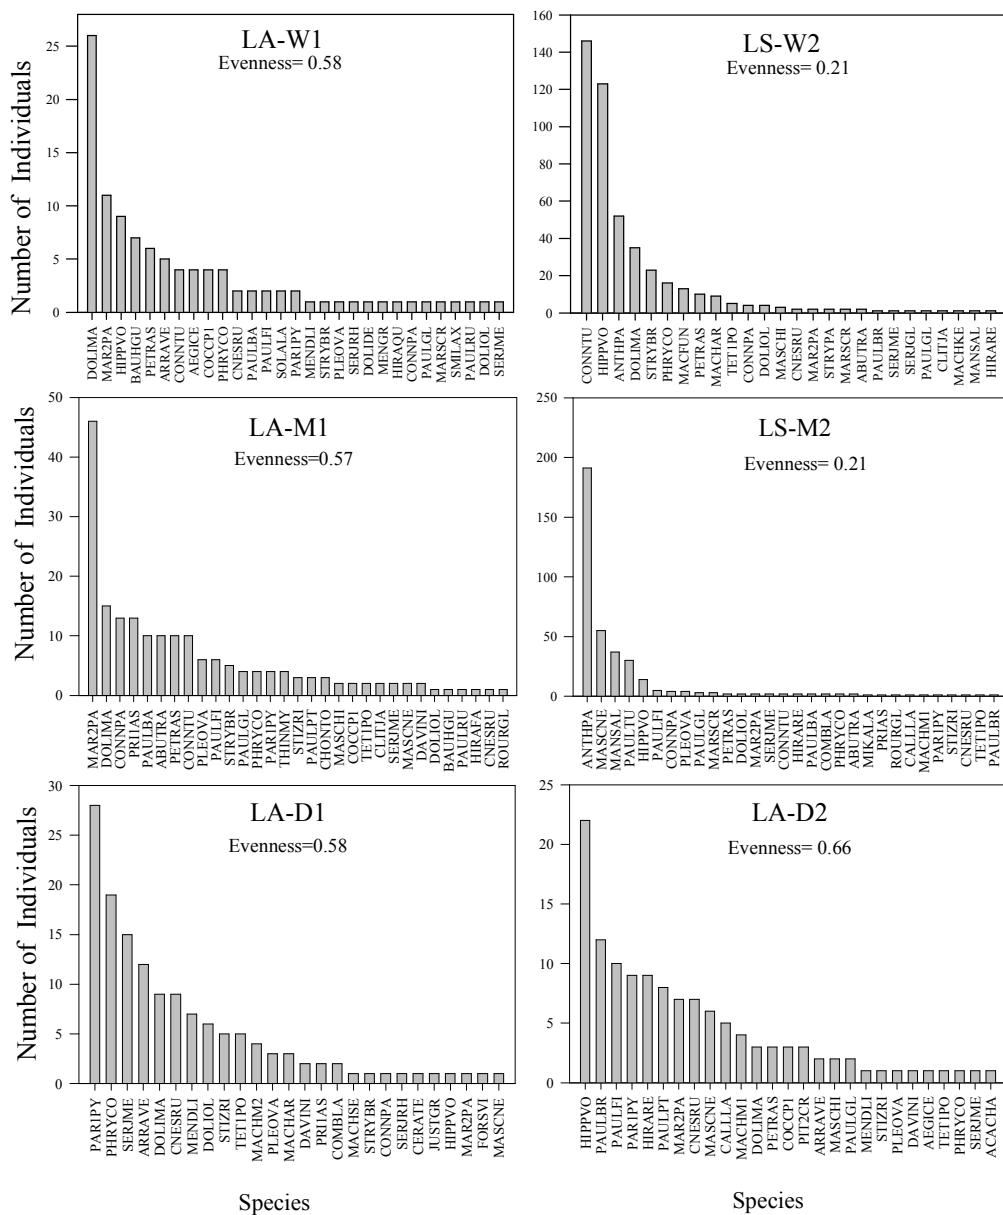 LA-W1
Evenness= 0.58
Number of Individuals
25
20
15
10
5
0
DOLIMA
MAR2PA
HIPPVO
BAUHGU
PETRAS
ARRAVE
CONNTU
AEGICE
COCCP1
PHRYCO
CNESRU
PAULBA
PAULFI
SOLALA
PAR1PY
MENDLI
STRYBR
PLEOVA
SERJRH
DOLIDE
MENGR
HIRAQU
CONNPA
PAULGL
MARSCR
SMILAX
PAULRU
DOLIOL
SERJME
LS-W2
Evenness= 0.21
160
140
120
100
80
60
40
20
0
CONNTU
HIPPVO
ANTHPA
DOLIMA
STRYBR
PHRYCO
MACFUN
PETRAS
MACHAR
TET1PO
CONNPA
DOLIOL
MASCHI
CNESRU
MAR2PA
STRYPA
MARSCR
ABUTRA
PAULBR
SERJME
SERJGL
PAULGL
CLITJA
MACHKE
MANSAL
HIRARE
LA-M1
Evenness=0.57
Number of Individuals
50
40
30
20
10
0
MAR2PA
DOLIMA
CONNPA
PRI1AS
PAULBA
ABUTRA
PETRAS
CONNTU
PLEOVA
PAULFI
STRYBR
PAULGL
PHRYCO
PAR1PY
THINMY
STIZRI
PAULPT
CHONTO
MASCHI
COCCP1
TET1PO
CLITJA
SERJME
MASCNE
DAVINI
DOLIOL
BAUHGU
PAULRU
HIRAFA
CNESRU
ROURGL
LS-M2
Evenness= 0.21
250
200
150
100
50
0
ANTHPA
MASCNE
MANSAL
PAULTU
HIPPVO
PAULFI
CONNPA
PLEOVA
PAULGL
MARSCR
PETRAS
DOLIOL
MAR2PA
SERJME
CONNTU
HIRARE
PAULBA
COMBLA
PHRYCO
ABUTRA
MIKALA
PRI1AS
ROURGL
CALLLA
MACHM1
PAR1PY
STIZRI
CNESRU
TET1PO
PAULBR
LA-D1
Evenness=0.58
Number of Individuals
30
25
20
15
10
5
0
PAR1PY
PHRYCO
SERJME
ARRAVE
DOLIMA
CNESRU
MENDLI
DOLIOL
STIZRI
TET1PO
MACHM2
PLEOVA
MACHAR
DAVINI
PRI1AS
COMBLA
MACHSE
STRYBR
CONNPA
SERJRH
CERATE
JUSTGR
HIPPVO
MAR2PA
FORSVI
MASCNE
Species
LA-D2
Evenness= 0.66
25
20
15
10
5
0
HIPPVO
PAULBR
PAULFI
PAR1PY
HIRARE
PAULPT
MAR2PA
CNESRU
MASCNE
CALLLA
MACHM1
DOLIMA
PETRAS
COCCP1
PIT2CR
ARRAVE
MASCHI
PAULGL
MENDLI
STIZRI
PLEOVA
DAVINI
AEGICE
TET1PO
PHRYCO
SERJME
ACACHA
Species